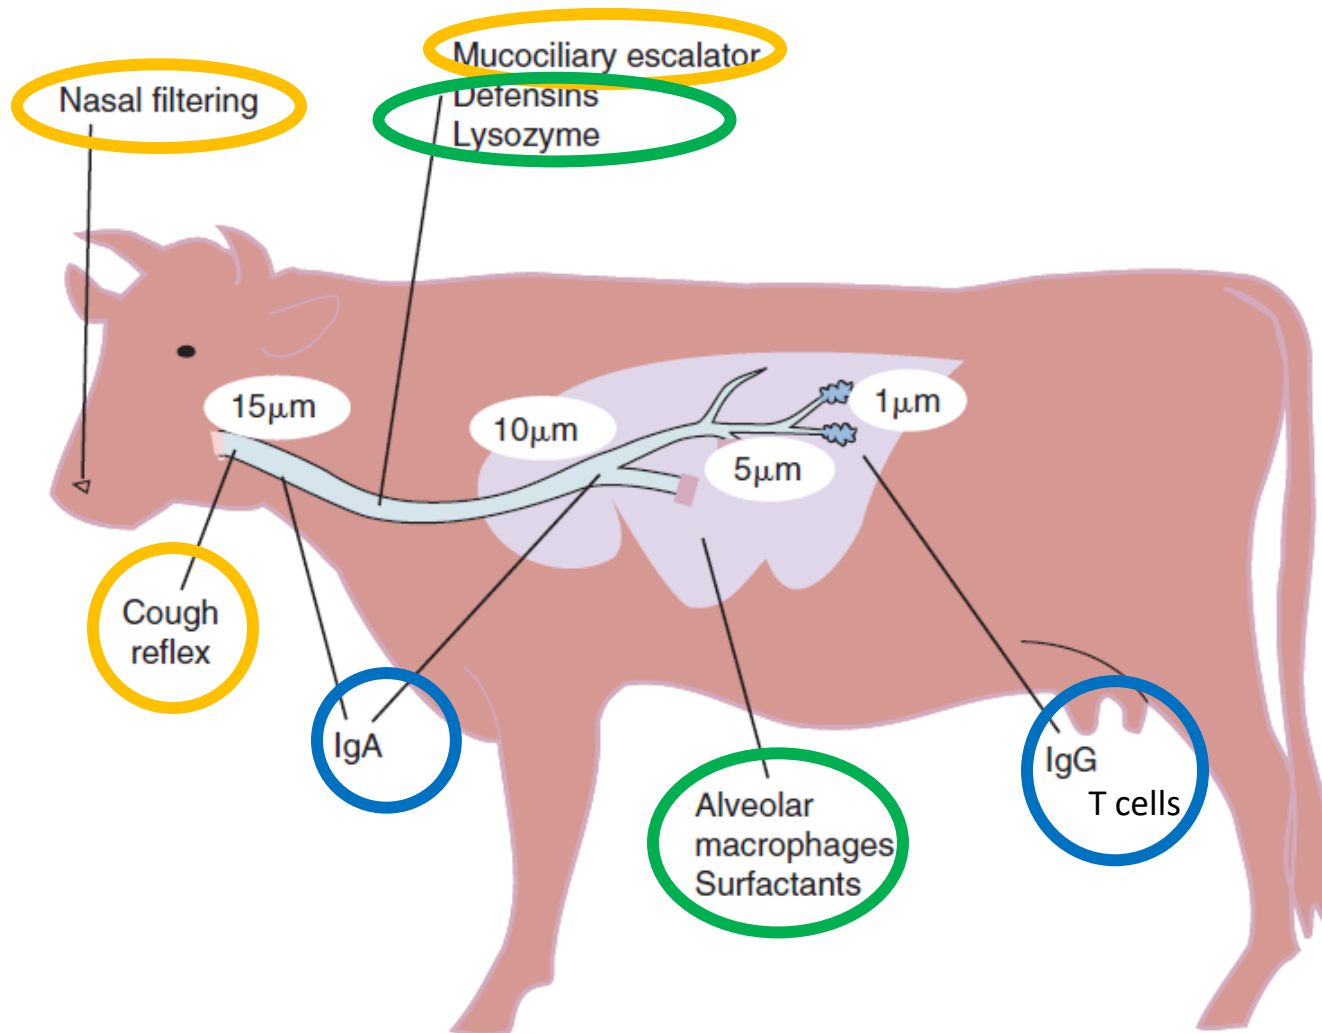 Mucociliary escalator
Defensins
Lysozyme
Nasal filtering
15μm
10μm
1μm
5μm
Cough
reflex
IgA
Alveolar
macrophages
Surfactants
IgG
T cells